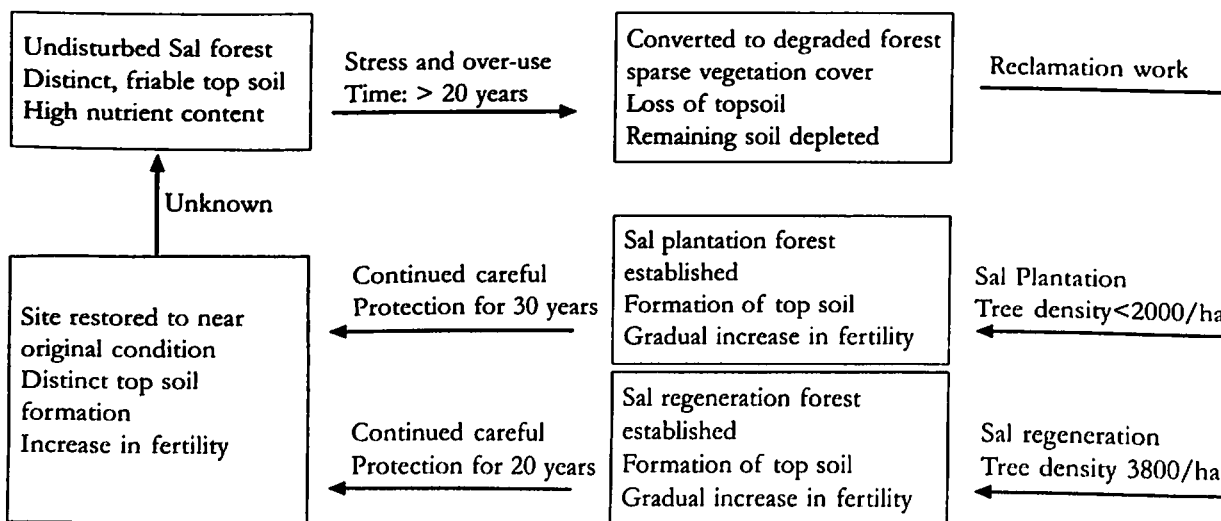 Undisturbed Sal forest
Distinct, friable top soil
High nutrient content
Stress and over-use
Time: > 20 years
Converted to degraded forest
sparse vegetation cover
Loss of topsoil
Remaining soil depleted
Reclamation work
Unknown
Site restored to near
original condition
Distinct top soil
formation
Increase in fertility
Continued careful
Protection for 30 years
Sal plantation forest
established
Formation of top soil
Gradual increase in fertility
Sal Plantation
Tree density<2000/ha
Continued careful
Protection for 20 years
Sal regeneration forest
established
Formation of top soil
Gradual increase in fertility
Sal regeneration
Tree density 3800/ha